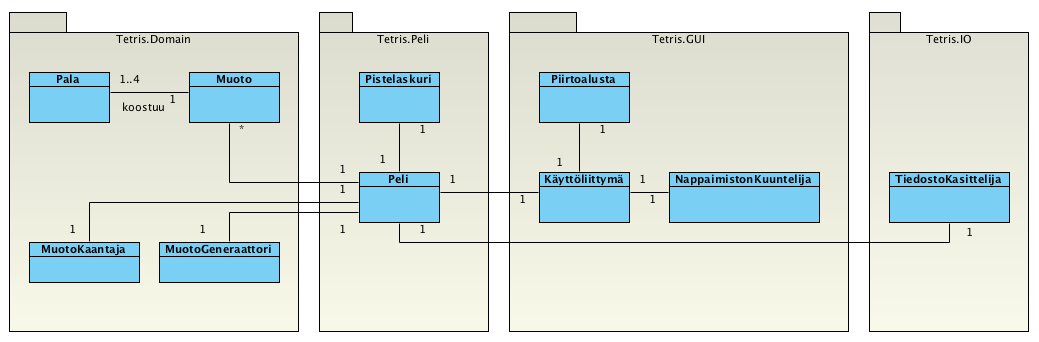 Tetris.Domain
Tetris.Peli
Tetris.GUI
Tetris.IO
Pala
1..4
Muoto
1
koostuu
*
Pistelaskuri
1
Piirtoalusta
1
1
1
1
1
Peli
1
1
Käyttöliittymä
1
1
NappaimistonKuuntelija
TiedostoKasittelija
1
1
1
1
1
MuotoKaantaja
MuotoGeneraattori